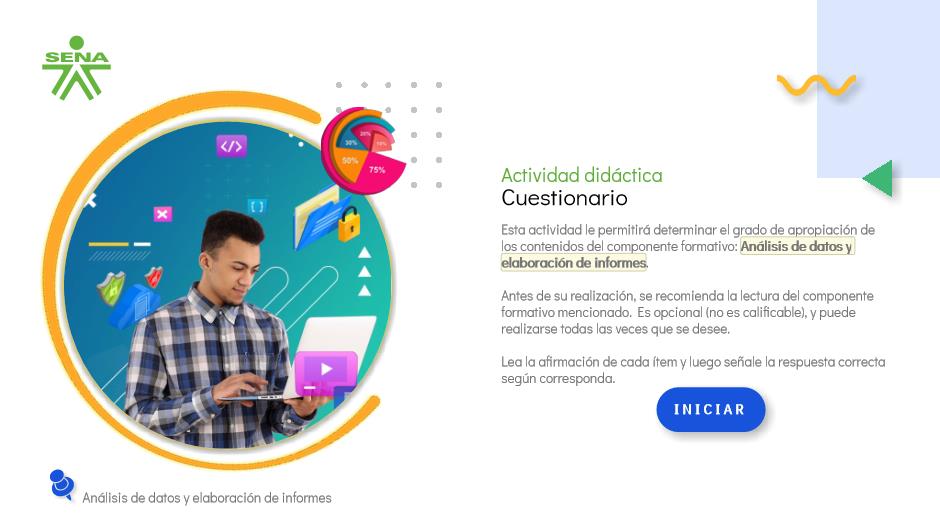 SENA
</>
20%
10%
30%
50%
75%
{ }
Actividad didáctica
Cuestionario
Esta actividad le permitirá determinar el grado de apropiación de
los contenidos del componente formativo: Análisis de datos y
elaboración de informes.
Antes de su realización, se recomienda la lectura del componente
formativo mencionado. Es opcional (no es calificable), y puede
realizarse todas las veces que se desee.
Lea la afirmación de cada ítem y luego señale la respuesta correcta
según corresponda.
INICIAR
Análisis de datos y elaboración de informes